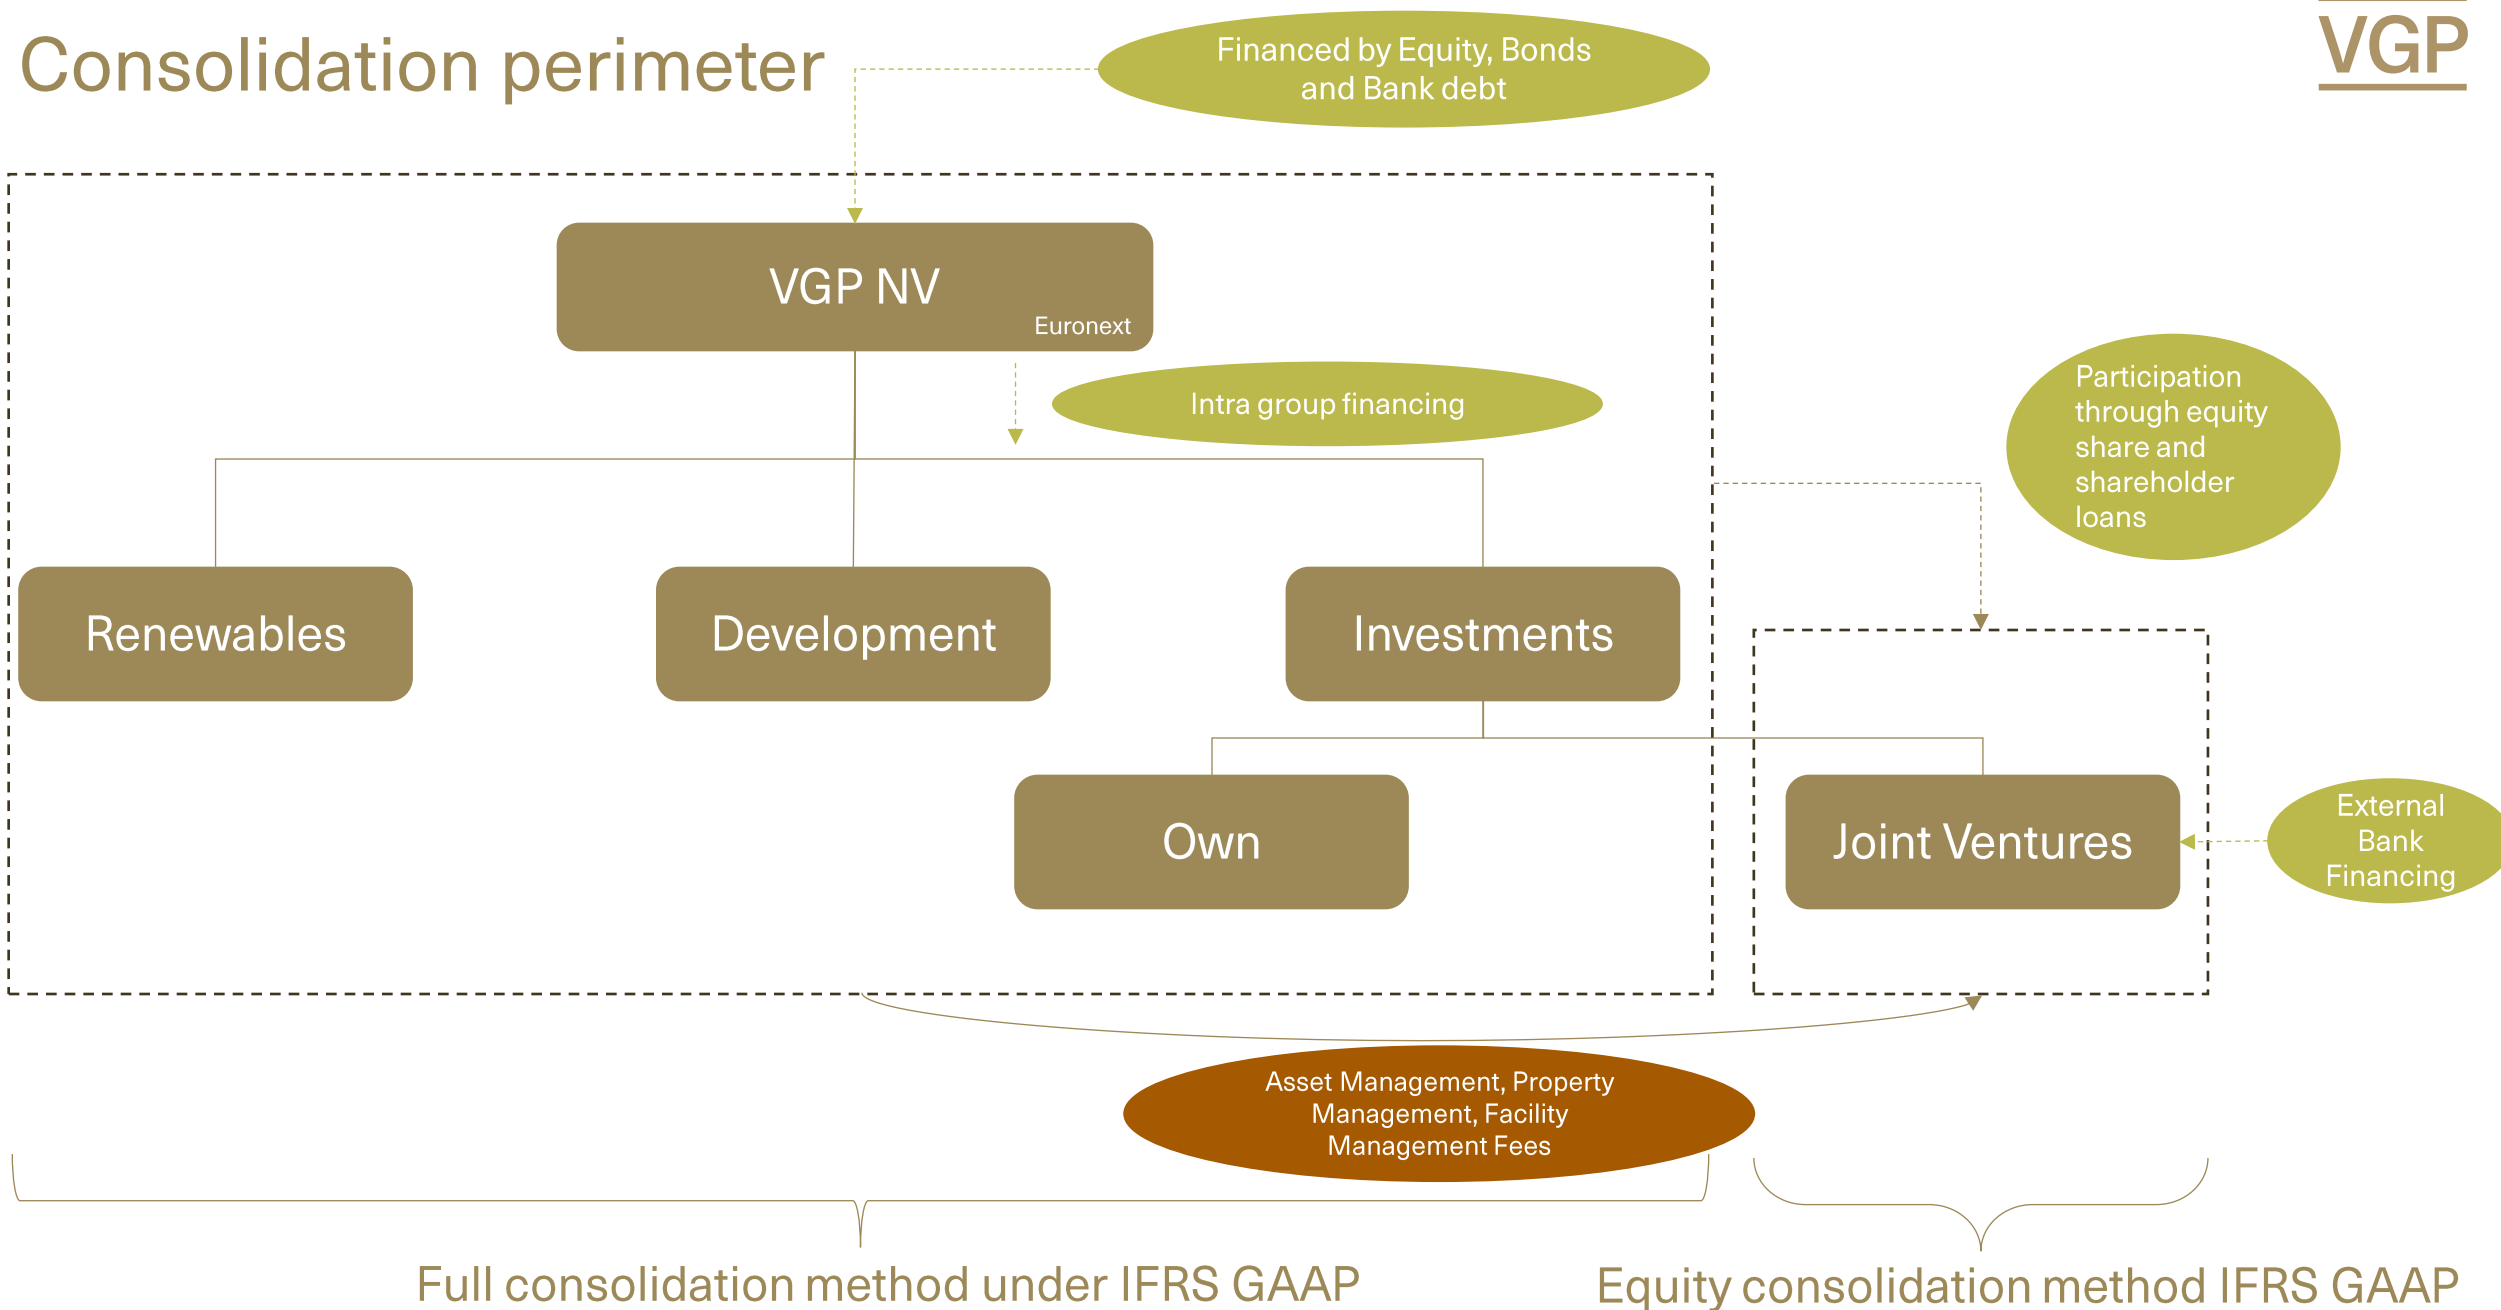 Consolidation perimeter
Financed by Equity, Bonds
and Bank debt
VGP
VGP NV
Euronext
Intra group financing
Participation
through equity
share and
shareholder
loans
Renewables
Development
Investments
Own
Joint Ventures
External
Bank
Financing
Asset Management, Property
Management, Facility
Management Fees
Full consolidation method under IFRS GAAP
Equity consolidation method IFRS GAAP